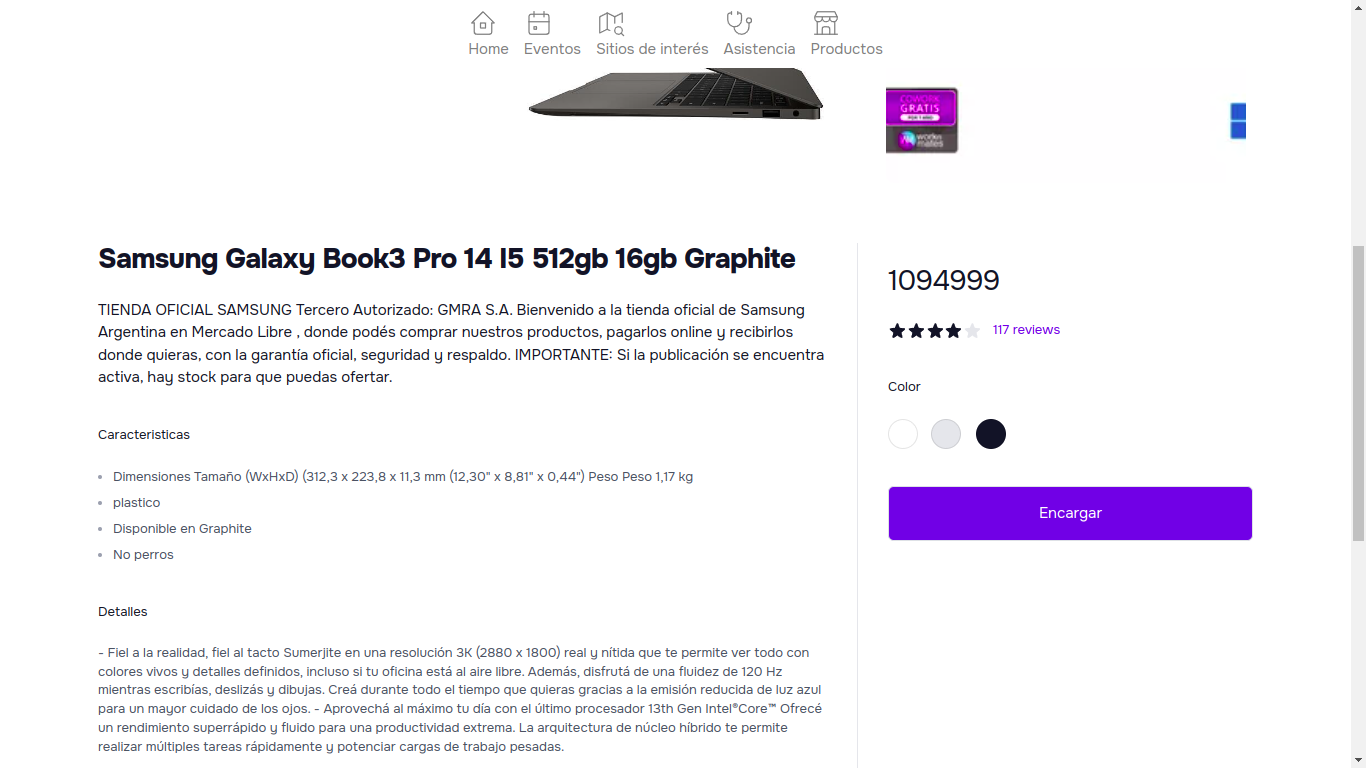 Home Eventos Sitios de interés Asistencia Productos
COWORK
GRATIS
POR 1 AÑO
works
mates
Samsung Galaxy Book3 Pro 14 I5 512gb 16gb Graphite
TIENDA OFICIAL SAMSUNG Tercero Autorizado: GMRA S.A. Bienvenido a la tienda oficial de Samsung
Argentina en Mercado Libre , donde podés comprar nuestros productos, pagarlos online y recibirlos
donde quieras, con la garantía oficial, seguridad y respaldo. IMPORTANTE: Si la publicación se encuentra
activa, hay stock para que puedas ofertar.
Caracteristicas
Dimensiones Tamaño (WxHxD) (312,3 x 223,8 x 11,3 mm (12,30" x 8,81" x 0,44") Peso Peso 1,17 kg
plastico
Disponible en Graphite
No perros
Detalles
- Fiel a la realidad, fiel al tacto Sumerjite en una resolución 3K (2880 x 1800) real y nítida que te permite ver todo con
colores vivos y detalles definidos, incluso si tu oficina está al aire libre. Además, disfrutá de una fluidez de 120 Hz
mientras escribías, deslizás y dibujas. Creá durante todo el tiempo que quieras gracias a la emisión reducida de luz azul
para un mayor cuidado de los ojos. - Aprovechá al máximo tu día con el último procesador 13th Gen Intel®Core™ Ofrecé
un rendimiento superrápido y fluido para una productividad extrema. La arquitectura de núcleo híbrido te permite
realizar múltiples tareas rápidamente y potenciar cargas de trabajo pesadas.
1094999
117 reviews
Color
Encargar